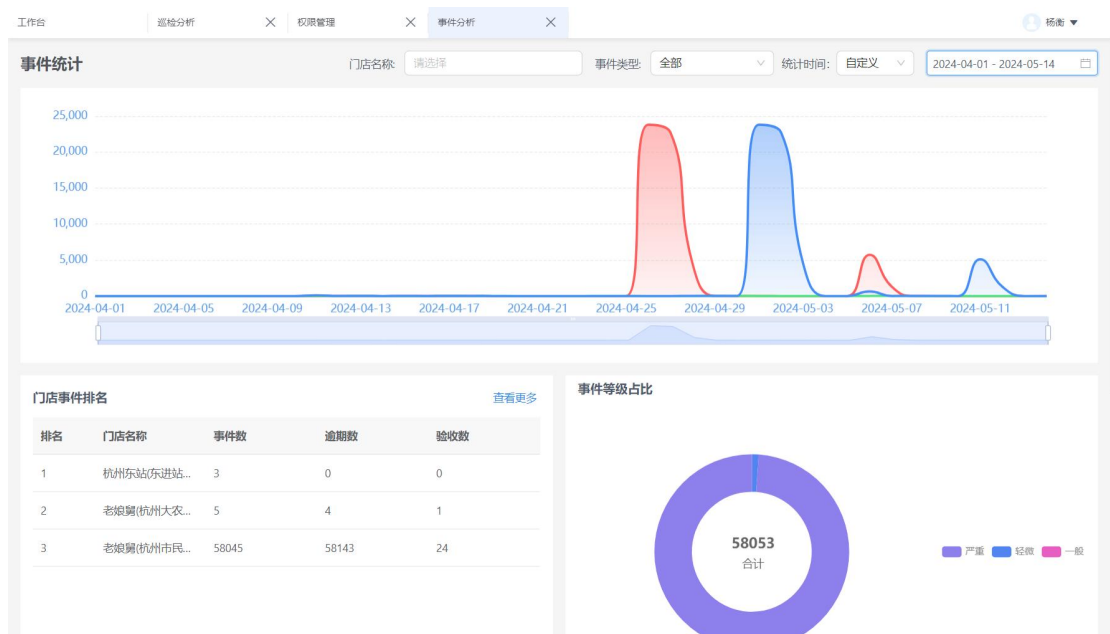 工作台 巡检分析 权限管理 事件分析 杨衡
事件统计 门店名称: 请选择 事件类型: 全部 统计时间: 自定义 2024-04-01 - 2024-05-14
25,000
20,000
15,000
10,000
5,000
0
2024-04-01 2024-04-05 2024-04-09 2024-04-13 2024-04-17 2024-04-21 2024-04-25 2024-04-29 2024-05-03 2024-05-07 2024-05-11
门店事件排名 查看更多
排名 门店名称 事件数 逾期数 验收数
1 杭州东站(东进站... 3 0 0
2 老娘舅(杭州大农... 5 4 1
3 老娘舅(杭州市民... 58045 58143 24
事件等级占比
58053
合计
严重 轻微 一般